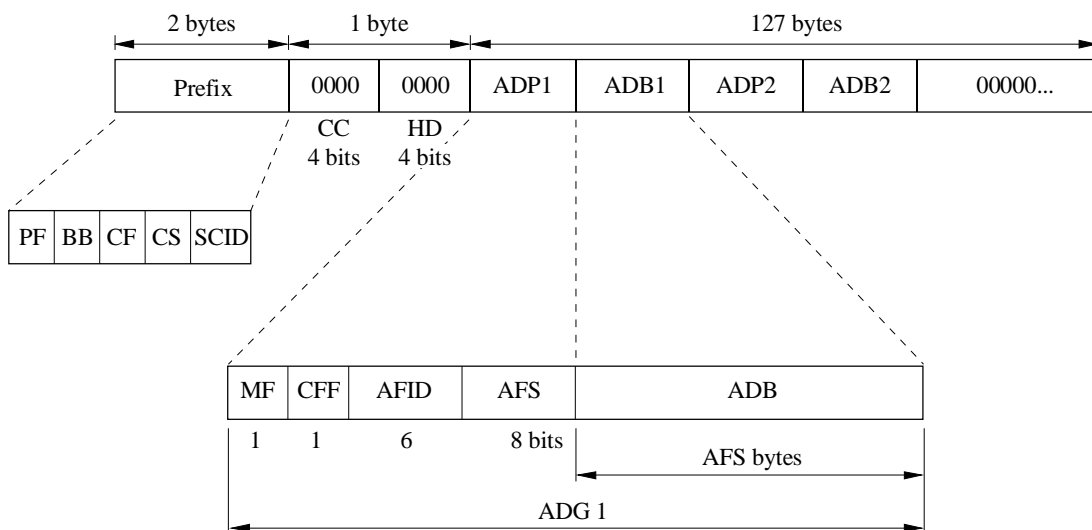 2 bytes 1 byte 127 bytes
Prefix 0000 0000 ADP1 ADB1 ADP2 ADB2 00000...
CC HD
4 bits 4 bits
PF BB CF CS SCID
MF CFF AFID AFS ADB
1 1 6 8 bits
AFS bytes
ADG 1